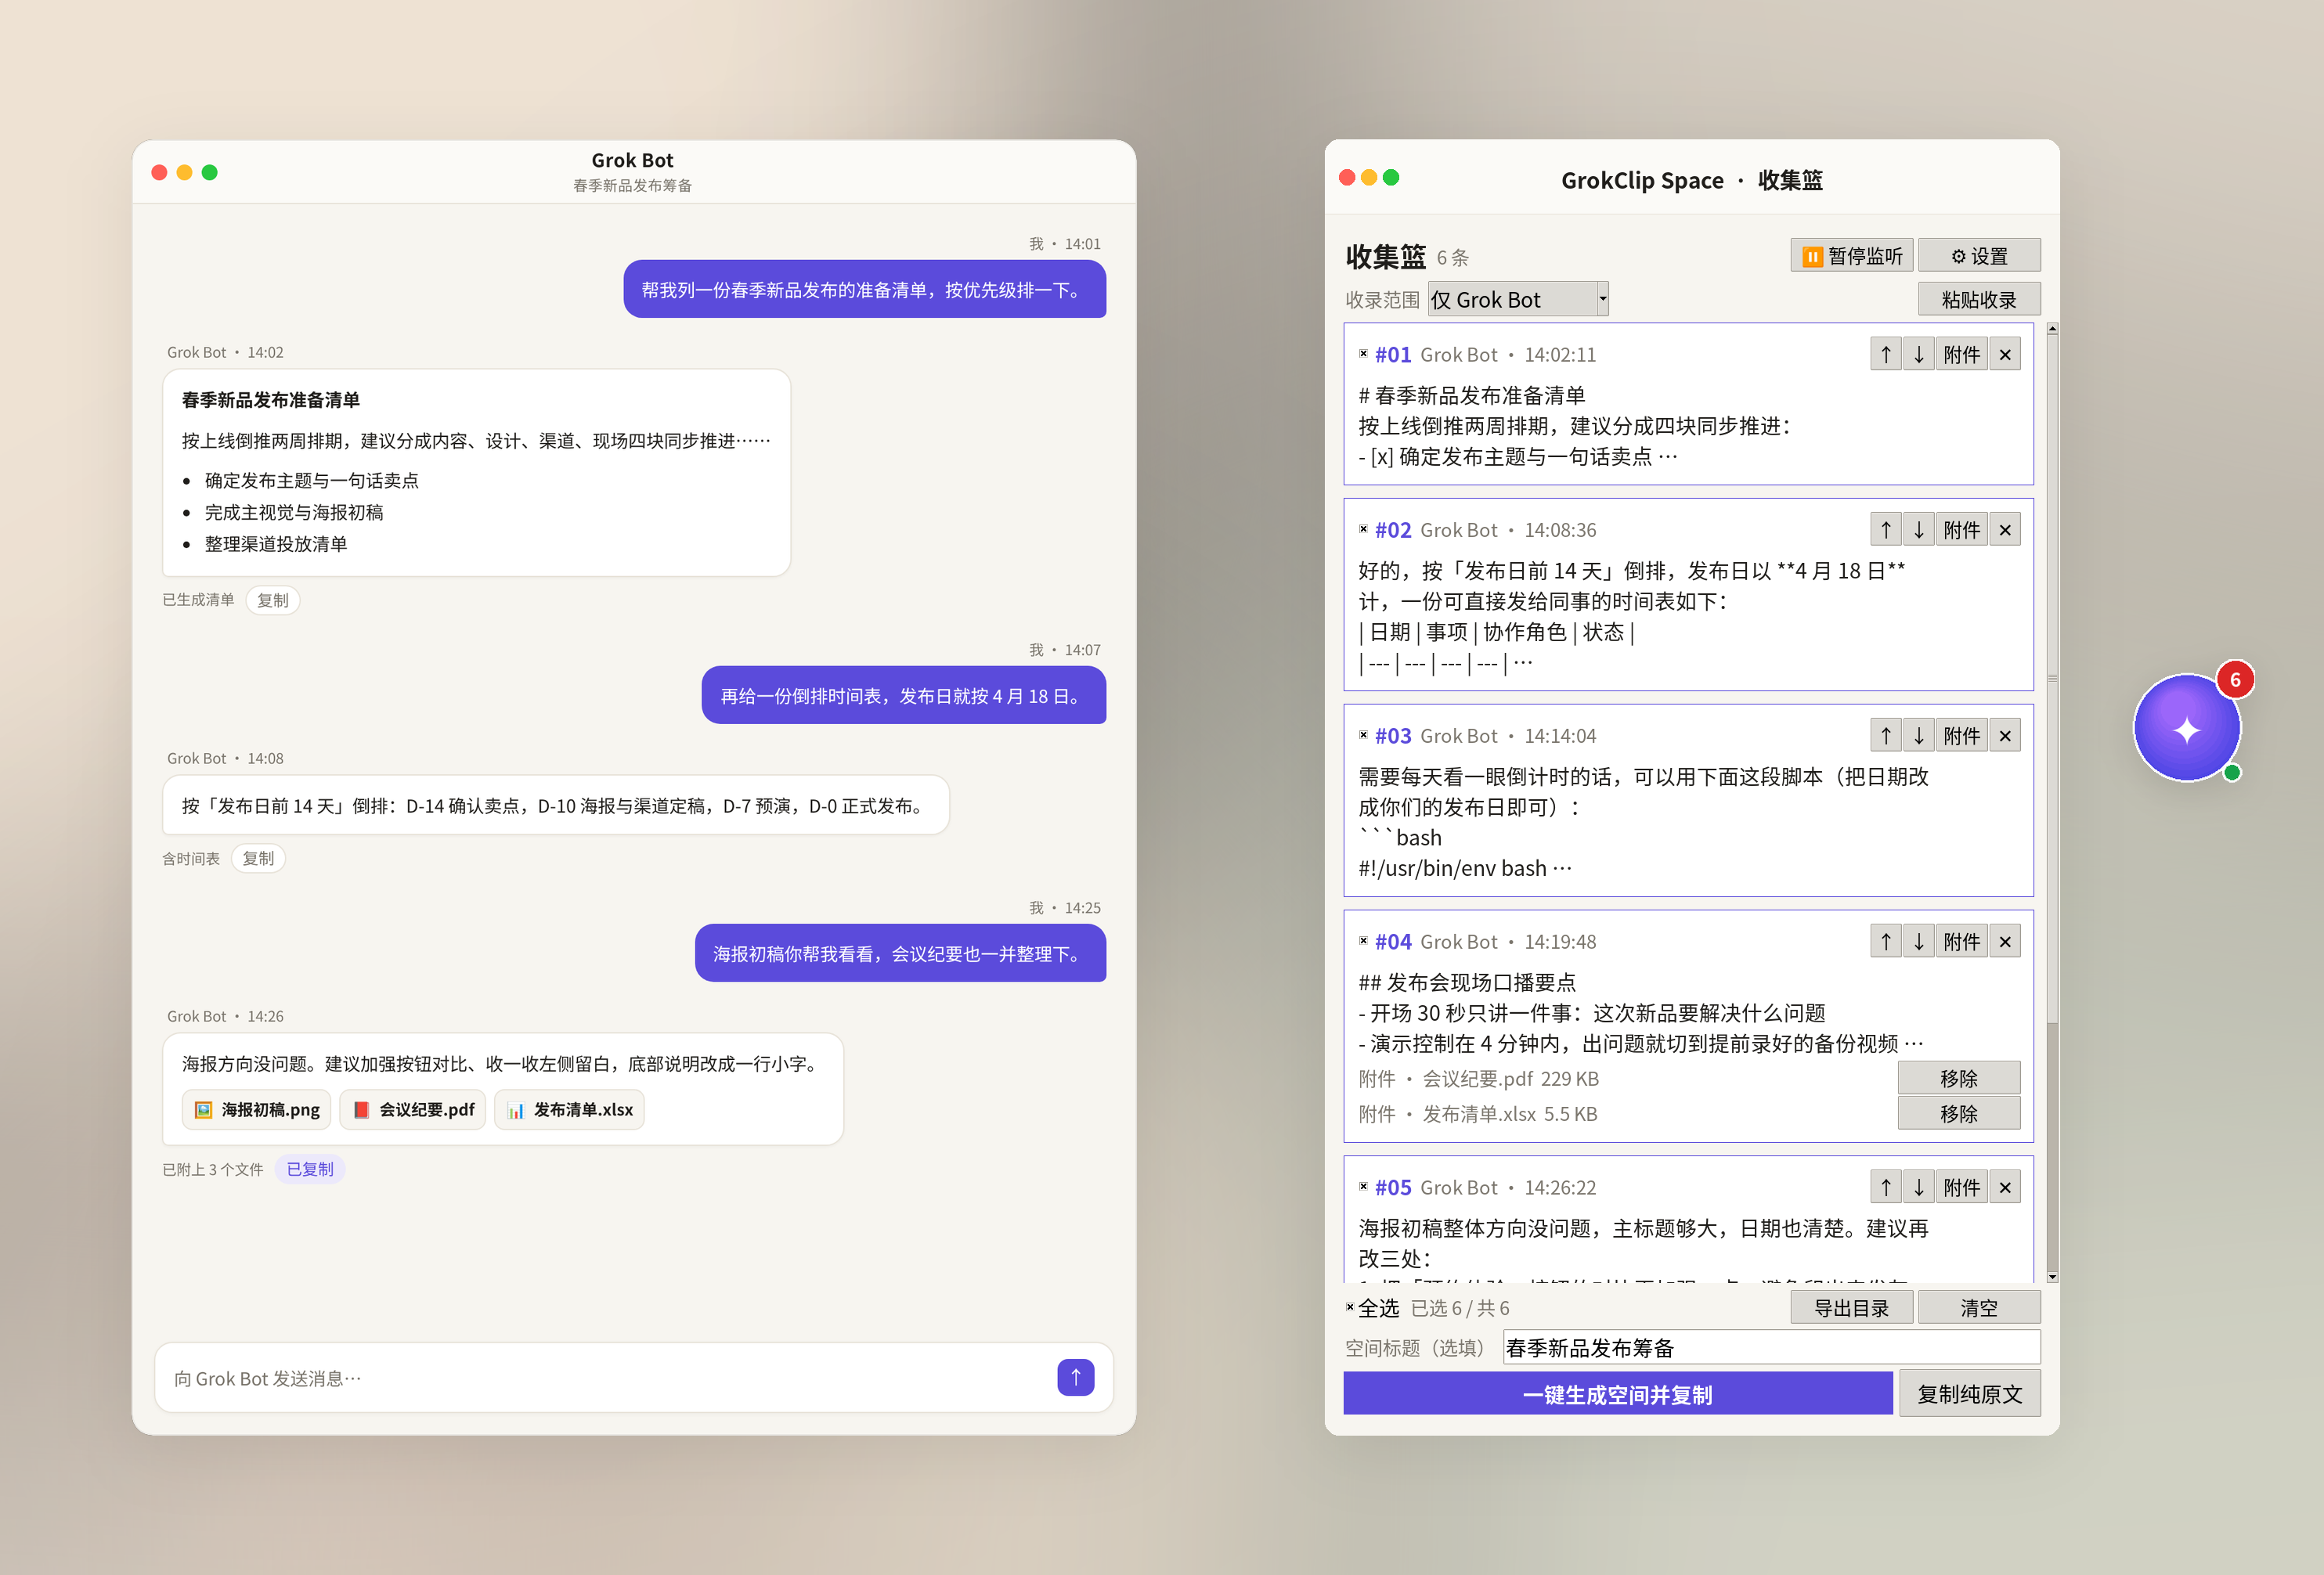 Grok Bot
春季新品发布筹备
我 • 14:01
帮我列一份春季新品发布的准备清单，按优先级排一下。
Grok Bot • 14:02
春季新品发布准备清单
按上线倒推两周排期，建议分成内容、设计、渠道、现场四块同步推进……
• 确定发布主题与一句话卖点
• 完成主视觉与海报初稿
• 整理渠道投放清单
已生成清单 复制
我 • 14:07
再给一份倒排时间表，发布日就按 4 月 18 日。
Grok Bot • 14:08
按「发布日前 14 天」倒排：D-14 确认卖点，D-10 海报与渠道定稿，D-7 预演，D-0 正式发布。
含时间表 复制
我 • 14:25
海报初稿你帮我看看，会议纪要也一并整理下。
Grok Bot • 14:26
海报方向没问题。建议加强按钮对比、收一收左侧留白，底部说明改成一行小字。
海报初稿.png 会议纪要.pdf 发布清单.xlsx
已附上 3 个文件 已复制
向 Grok Bot 发送消息…
↑
GrokClip Space · 收集篮
收集篮 6 条 暂停监听 ⚙ 设置
收录范围 仅 Grok Bot 粘贴收录
#01 Grok Bot • 14:02:11 ↑ ↓ 附件 ✕
# 春季新品发布准备清单
按上线倒推两周排期，建议分成四块同步推进：
- [x] 确定发布主题与一句话卖点 …
#02 Grok Bot • 14:08:36 ↑ ↓ 附件 ✕
好的，按「发布日前 14 天」倒排，发布日以 **4 月 18 日**
计，一份可直接发给同事的时间表如下：
| 日期 | 事项 | 协作角色 | 状态 |
| --- | --- | --- | --- | …
#03 Grok Bot • 14:14:04 ↑ ↓ 附件 ✕
需要每天看一眼倒计时的话，可以用下面这段脚本（把日期改
成你们的发布日即可）：
```bash
#!/usr/bin/env bash …
#04 Grok Bot • 14:19:48 ↑ ↓ 附件 ✕
## 发布会现场口播要点
- 开场 30 秒只讲一件事：这次新品要解决什么问题
- 演示控制在 4 分钟内，出问题就切到提前录好的备份视频 …
附件 • 会议纪要.pdf 229 KB 移除
附件 • 发布清单.xlsx 5.5 KB 移除
#05 Grok Bot • 14:26:22 ↑ ↓ 附件 ✕
海报初稿整体方向没问题，主标题够大，日期也清楚。建议再
改三处：
全选 已选 6 / 共 6 导出目录 清空
空间标题（选填） 春季新品发布筹备
一键生成空间并复制 复制纯原文
6